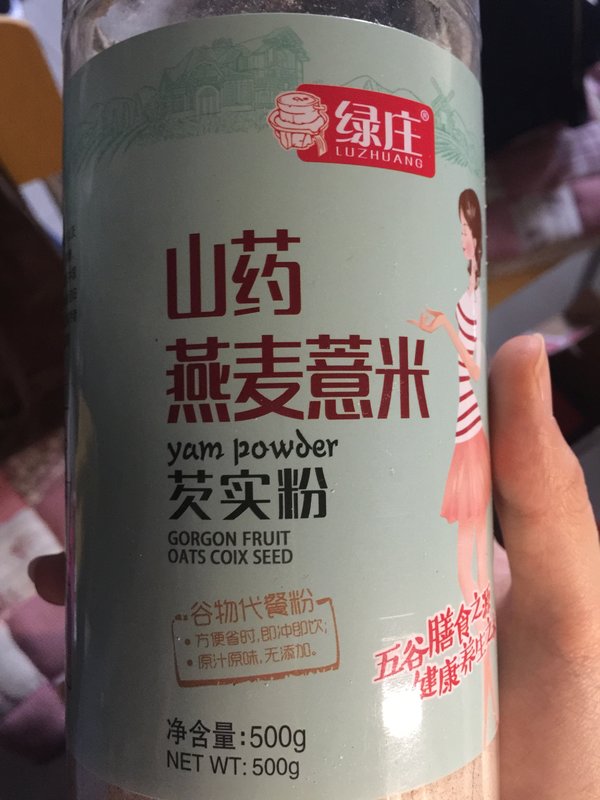 绿庄®
LUZHUANG
山药
燕麦薏米
yam powder
芡实粉
GORGON FRUIT
OATS COIX SEED
谷物代餐粉
• 方便省时,即冲即饮;
• 原汁原味,无添加。
五谷膳食之
健康养生
净含量:500g
NET WT: 500g